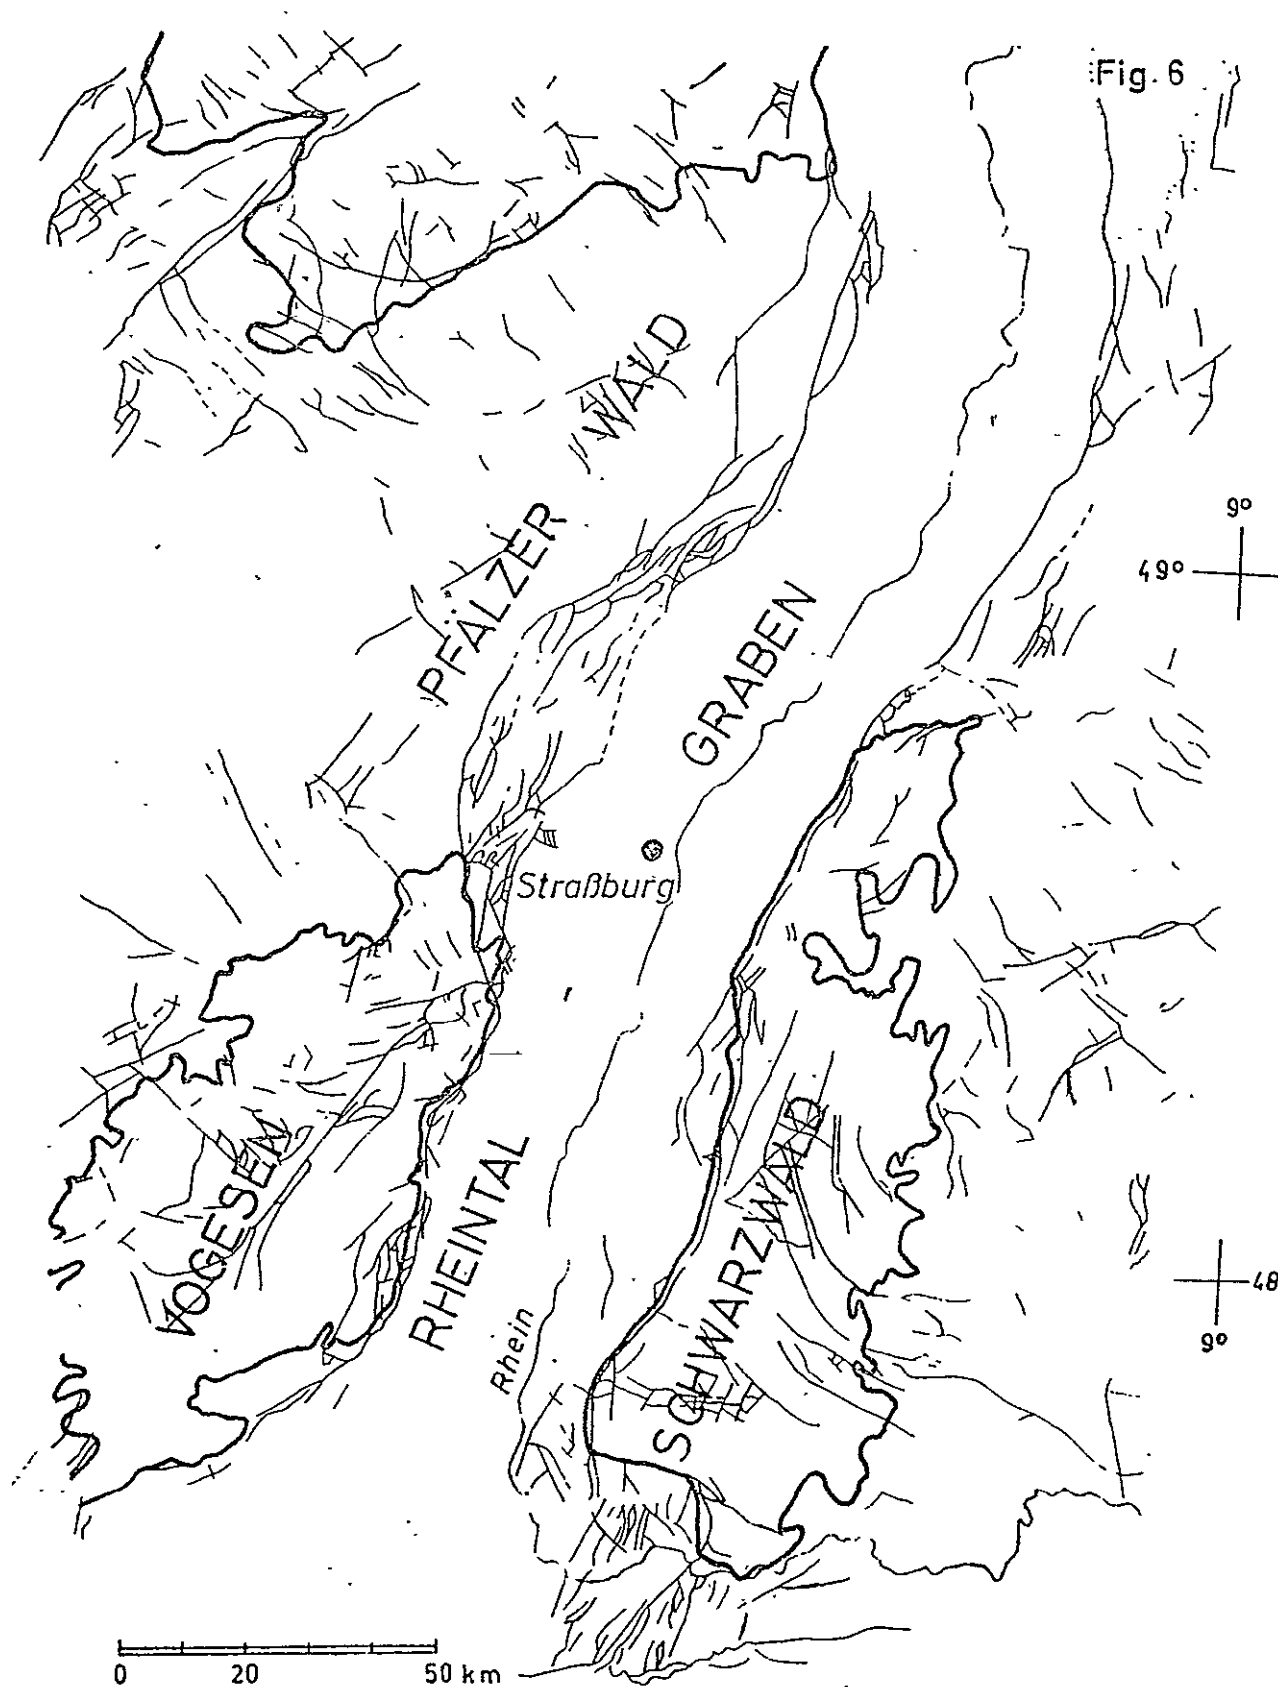 Fig. 6
PFÄLZER WALD
9°
49°
GRABEN
Straßburg
VOGESEN
RHEINTAL
SCHWARZWALD
48
9°
Rhein
0 20 50 km